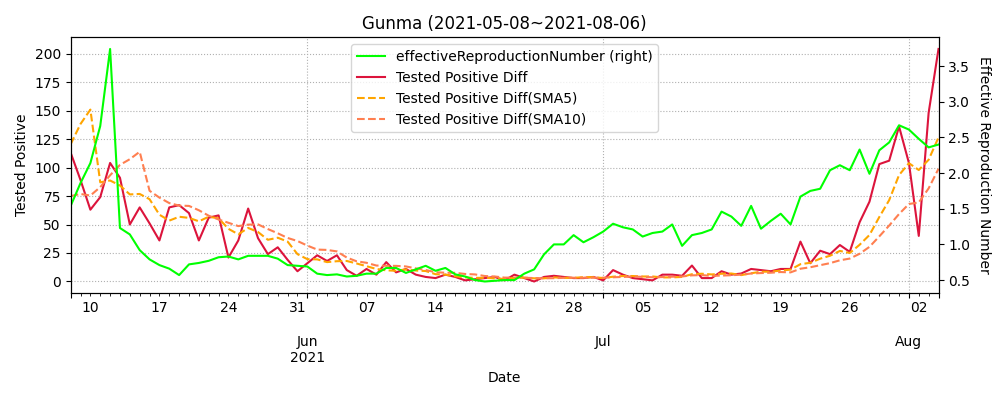 Gunma (2021-05-08~2021-08-06)
effectiveReproductionNumber (right)
Tested Positive Diff
Tested Positive Diff(SMA5)
Tested Positive Diff(SMA10)
Tested Positive
200
175
150
125
100
75
50
25
0
Effective Reproduction Number
3.5
3.0
2.5
2.0
1.5
1.0
0.5
10 17 24 31 07 14 21 28 05 12 19 26 02
Jun Jul Aug
2021
Date